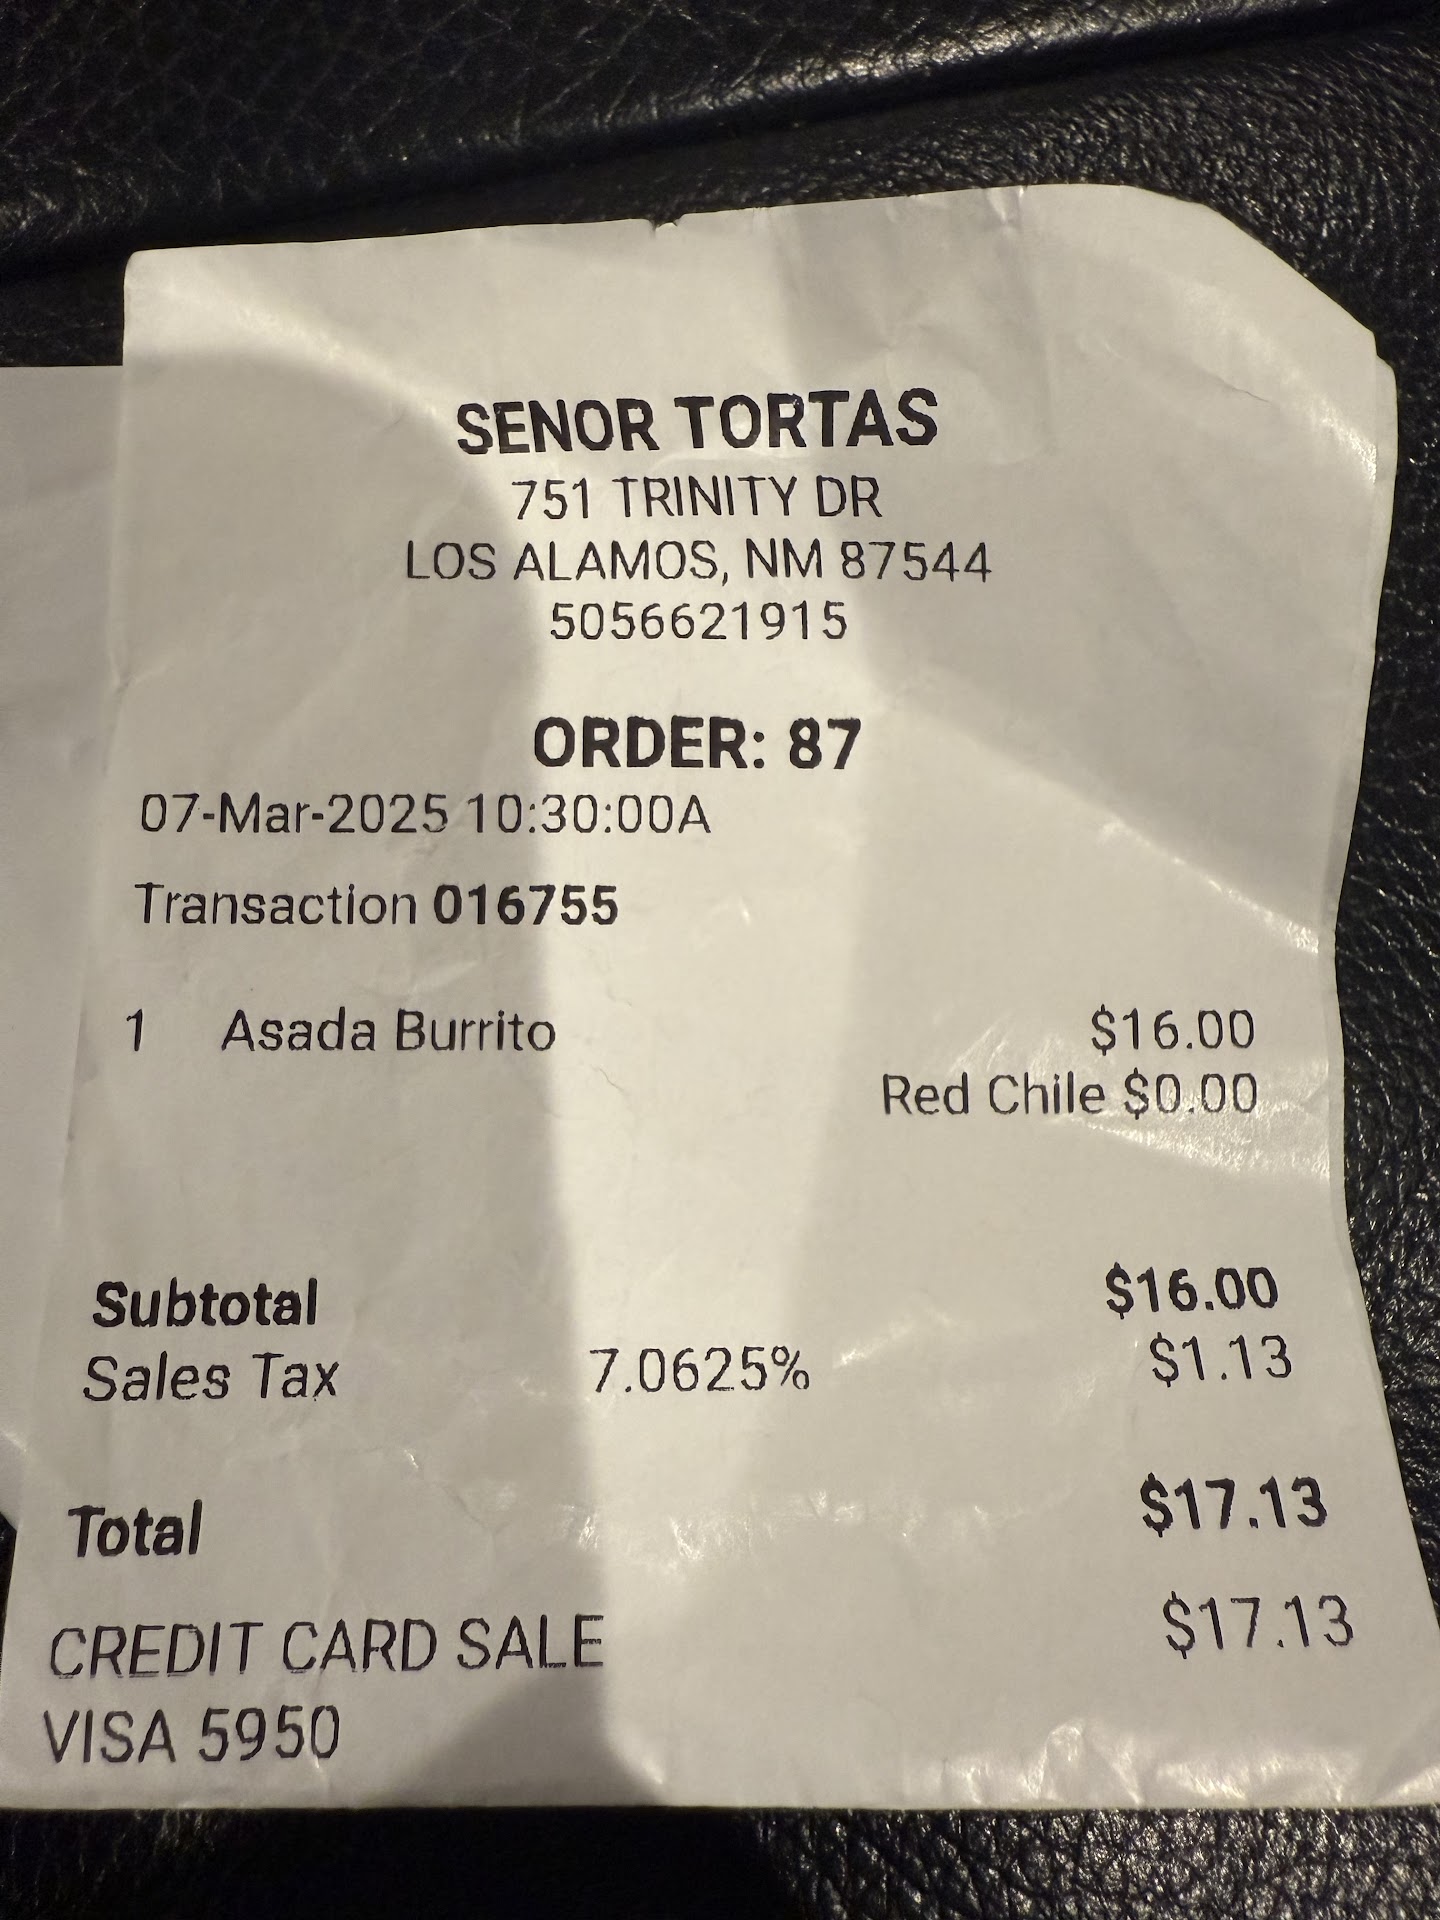 SENOR TORTAS
751 TRINITY DR
LOS ALAMOS, NM 87544
5056621915
ORDER: 87
07-Mar-2025 10:30:00A
Transaction 016755
1 Asada Burrito $16.00
Red Chile $0.00
Subtotal $16.00
Sales Tax 7.0625% $1.13
Total $17.13
CREDIT CARD SALE $17.13
VISA 5950